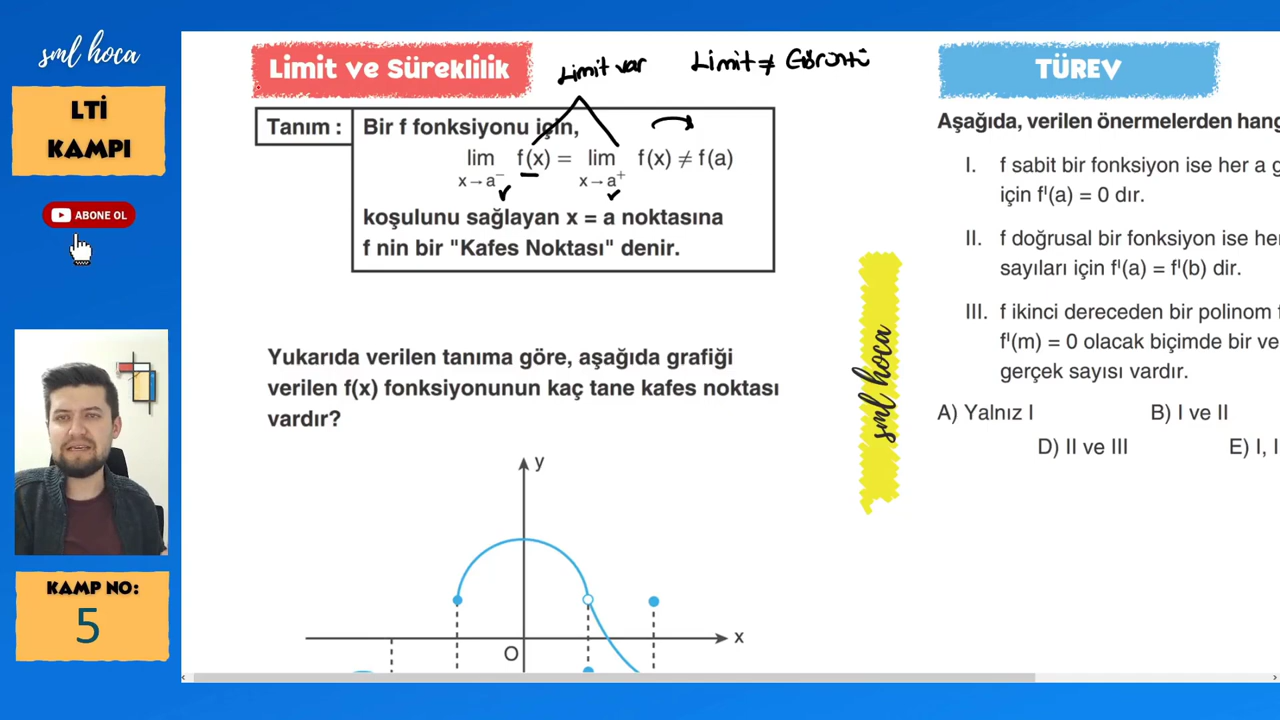 sml hoca
LTİ
KAMPI
ABONE OL
KAMP NO:
5
Limit ve Süreklilik
Limit var
Limit ≠ Görüntü
Tanım :
Bir f fonksiyonu için,
lim f(x) = lim f(x) ≠ f(a)
x→a⁻ x→a⁺
koşulunu sağlayan x = a noktasına
f nin bir "Kafes Noktası" denir.
Yukarıda verilen tanıma göre, aşağıda grafiği
verilen f(x) fonksiyonunun kaç tane kafes noktası
vardır?
y
x
O
sml hoca
TÜREV
Aşağıda, verilen önermelerden hang
I. f sabit bir fonksiyon ise her a g
için fᴵ(a) = 0 dır.
II. f doğrusal bir fonksiyon ise her
sayıları için fᴵ(a) = fᴵ(b) dir.
III. f ikinci dereceden bir polinom f
fᴵ(m) = 0 olacak biçimde bir ve
gerçek sayısı vardır.
A) Yalnız I B) I ve II
D) II ve III E) I, I